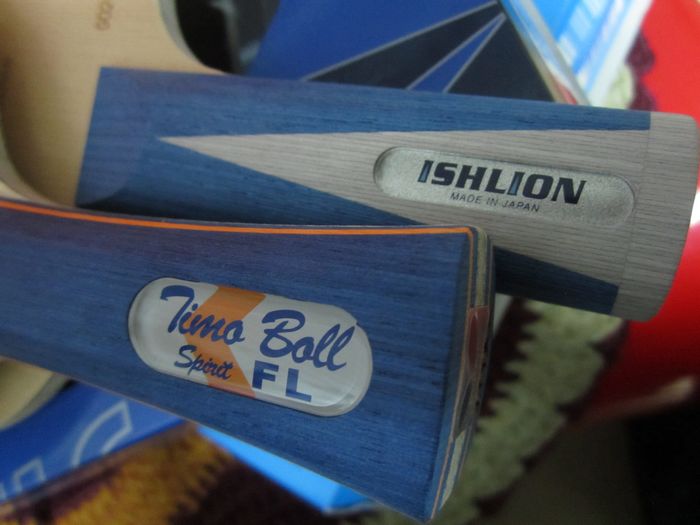 ISHLION
MADE IN JAPAN
Timo Boll
Spirit FL